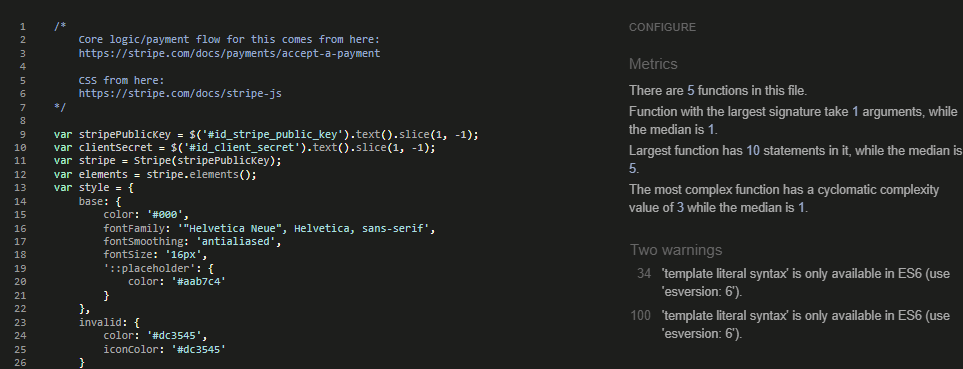 1 /*
2 Core logic/payment flow for this comes from here:
3 https://stripe.com/docs/payments/accept-a-payment
4
5 CSS from here:
6 https://stripe.com/docs/stripe-js
7 */
8
9 var stripePublicKey = $('#id_stripe_public_key').text().slice(1, -1);
10 var clientSecret = $('#id_client_secret').text().slice(1, -1);
11 var stripe = Stripe(stripePublicKey);
12 var elements = stripe.elements();
13 var style = {
14 base: {
15 color: '#000',
16 fontFamily: '"Helvetica Neue", Helvetica, sans-serif',
17 fontSmoothing: 'antialiased',
18 fontSize: '16px',
19 '::placeholder': {
20 color: '#aab7c4'
21 }
22 },
23 invalid: {
24 color: '#dc3545',
25 iconColor: '#dc3545'
26 }
CONFIGURE
Metrics
There are 5 functions in this file.
Function with the largest signature take 1 arguments, while
the median is 1.
Largest function has 10 statements in it, while the median is
5.
The most complex function has a cyclomatic complexity
value of 3 while the median is 1.
Two warnings
34 'template literal syntax' is only available in ES6 (use
'esversion: 6').
100 'template literal syntax' is only available in ES6 (use
'esversion: 6').